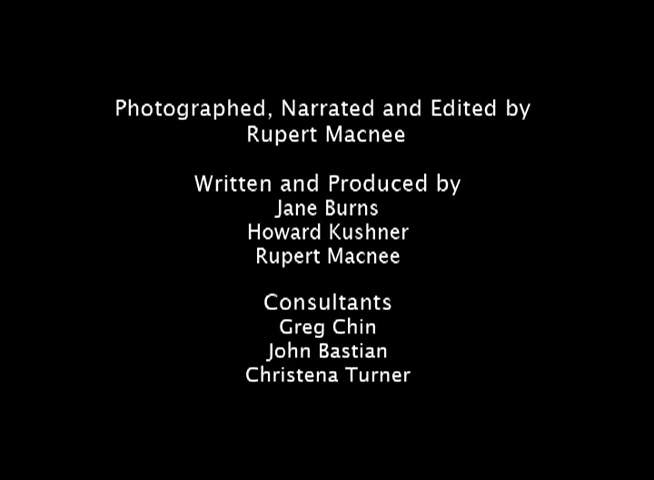 Photographed, Narrated and Edited by
Rupert Macnee
Written and Produced by
Jane Burns
Howard Kushner
Rupert Macnee
Consultants
Greg Chin
John Bastian
Christena Turner